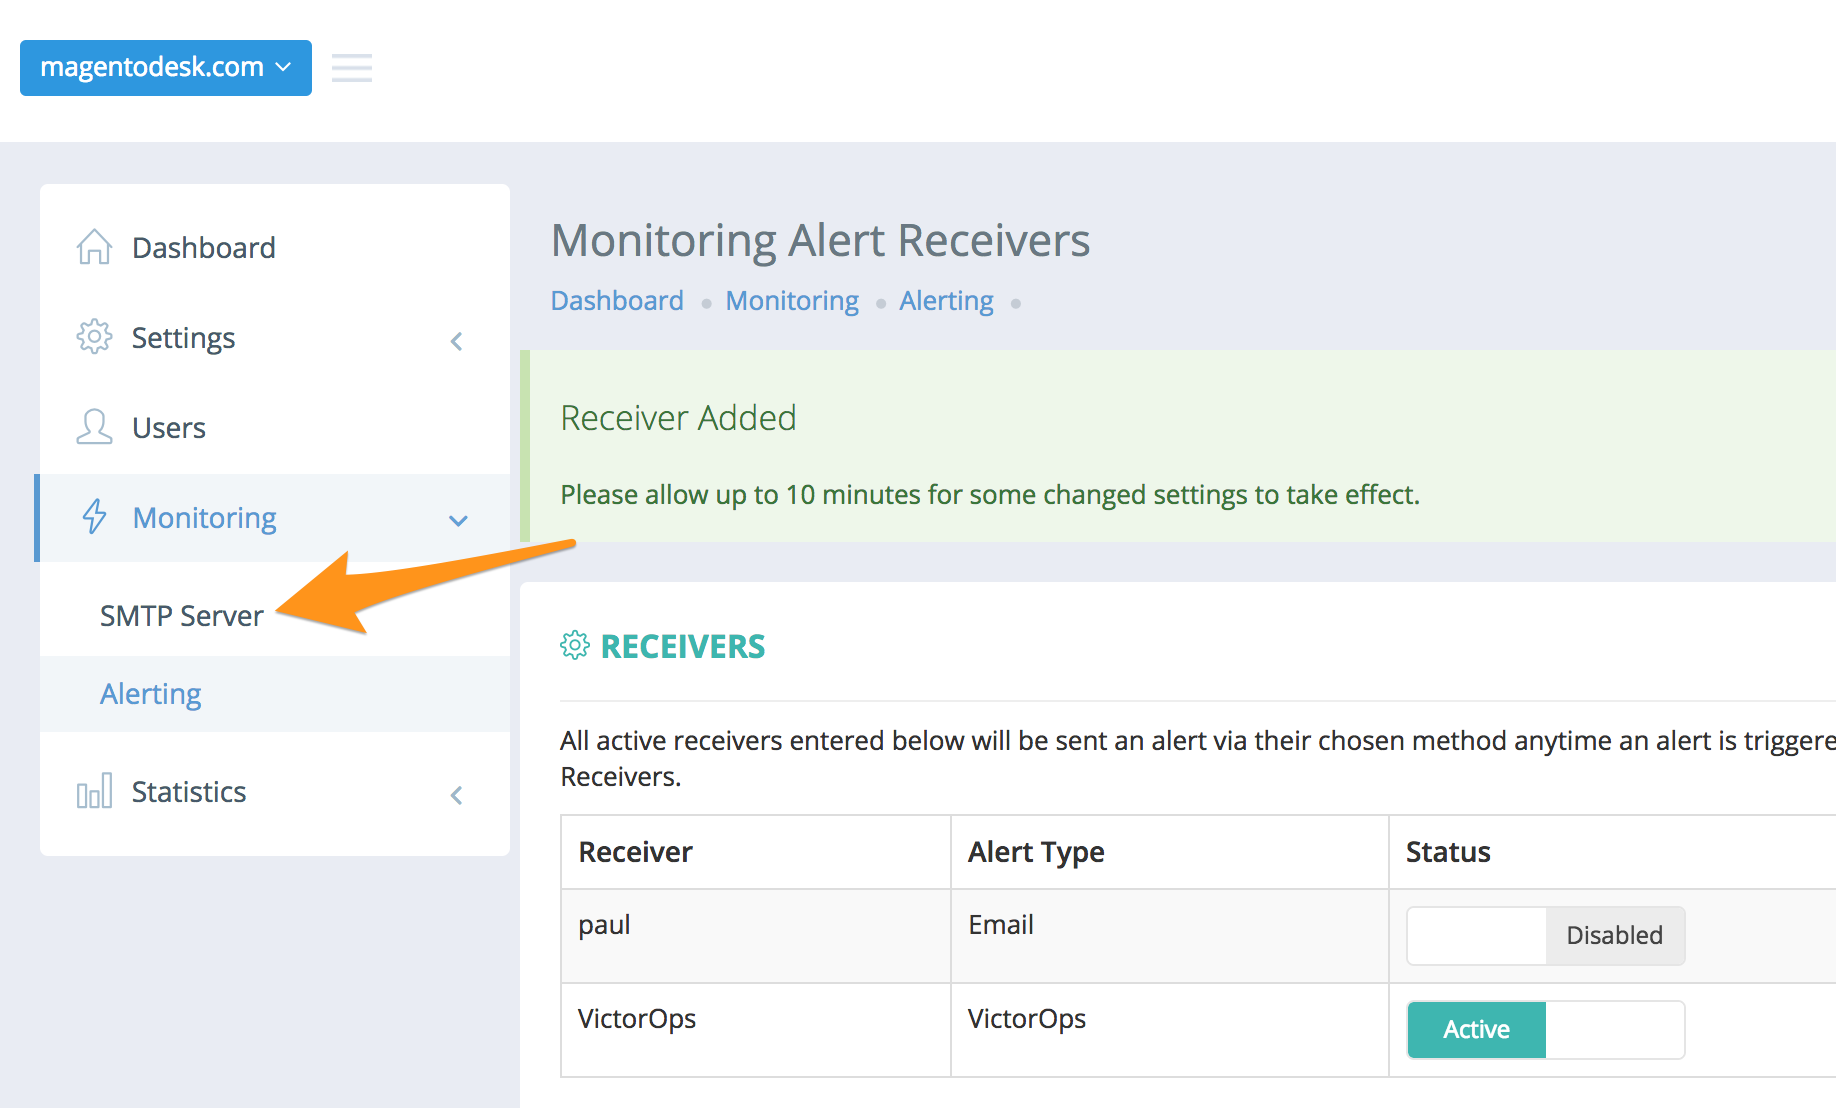 magentodesk.com
Dashboard
Settings
Users
Monitoring
SMTP Server
Alerting
Statistics
Monitoring Alert Receivers
Dashboard Monitoring Alerting
Receiver Added
Please allow up to 10 minutes for some changed settings to take effect.
RECEIVERS
All active receivers entered below will be sent an alert via their chosen method anytime an alert is triggere
Receivers.
Receiver Alert Type Status
paul Email Disabled
VictorOps VictorOps Active